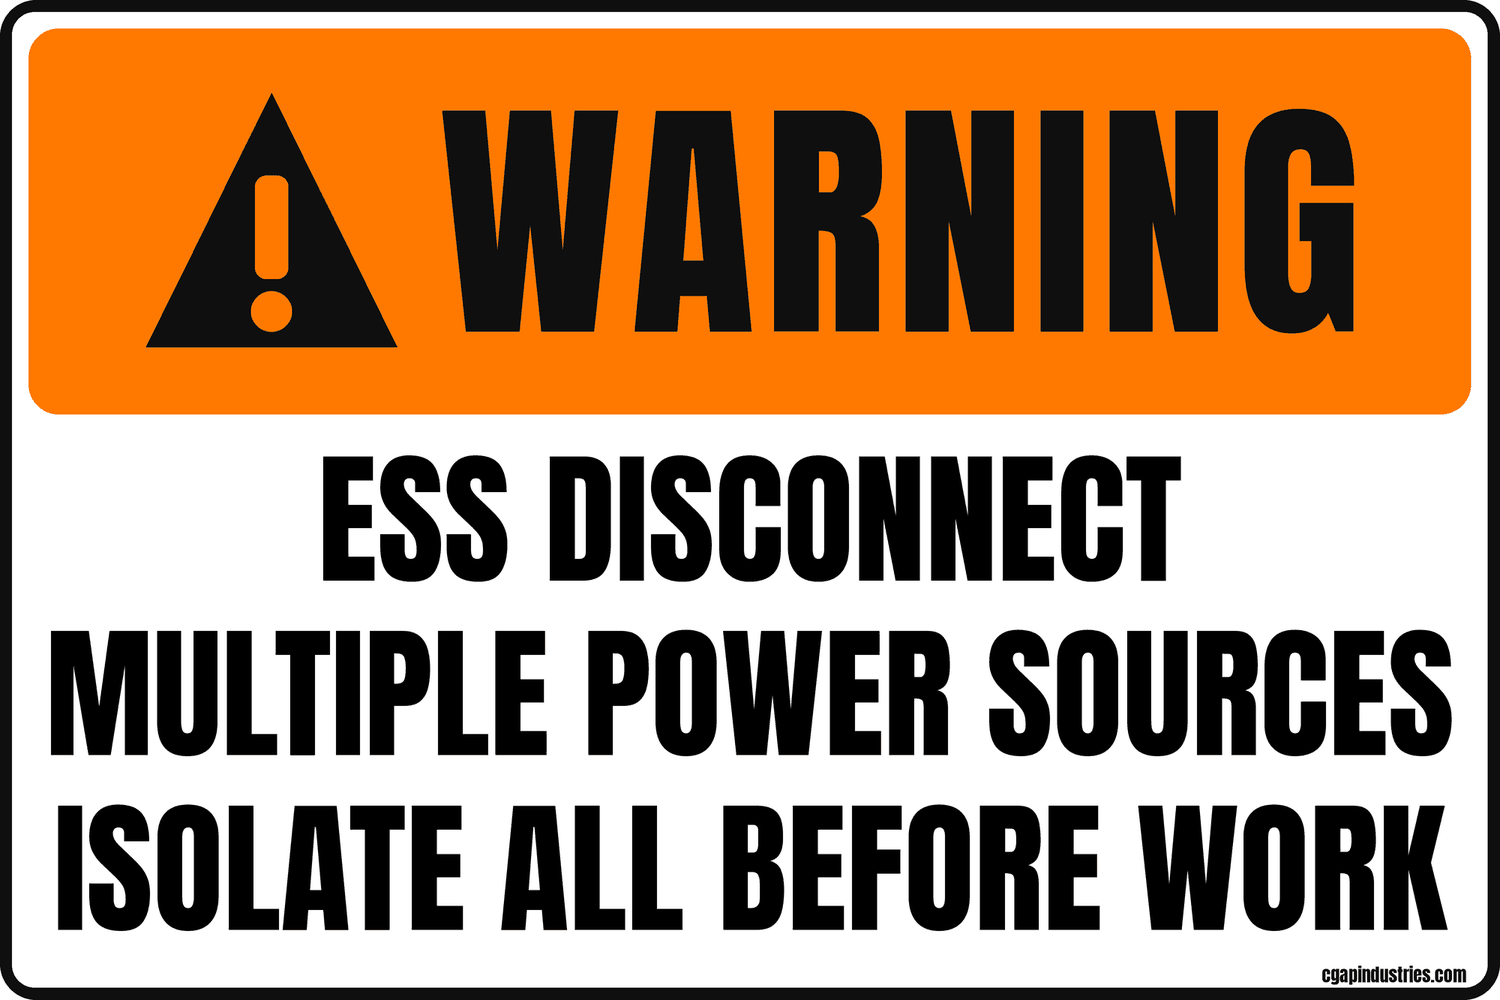 WARNING
ESS DISCONNECT
MULTIPLE POWER SOURCES
ISOLATE ALL BEFORE WORK
cgapindustries.com